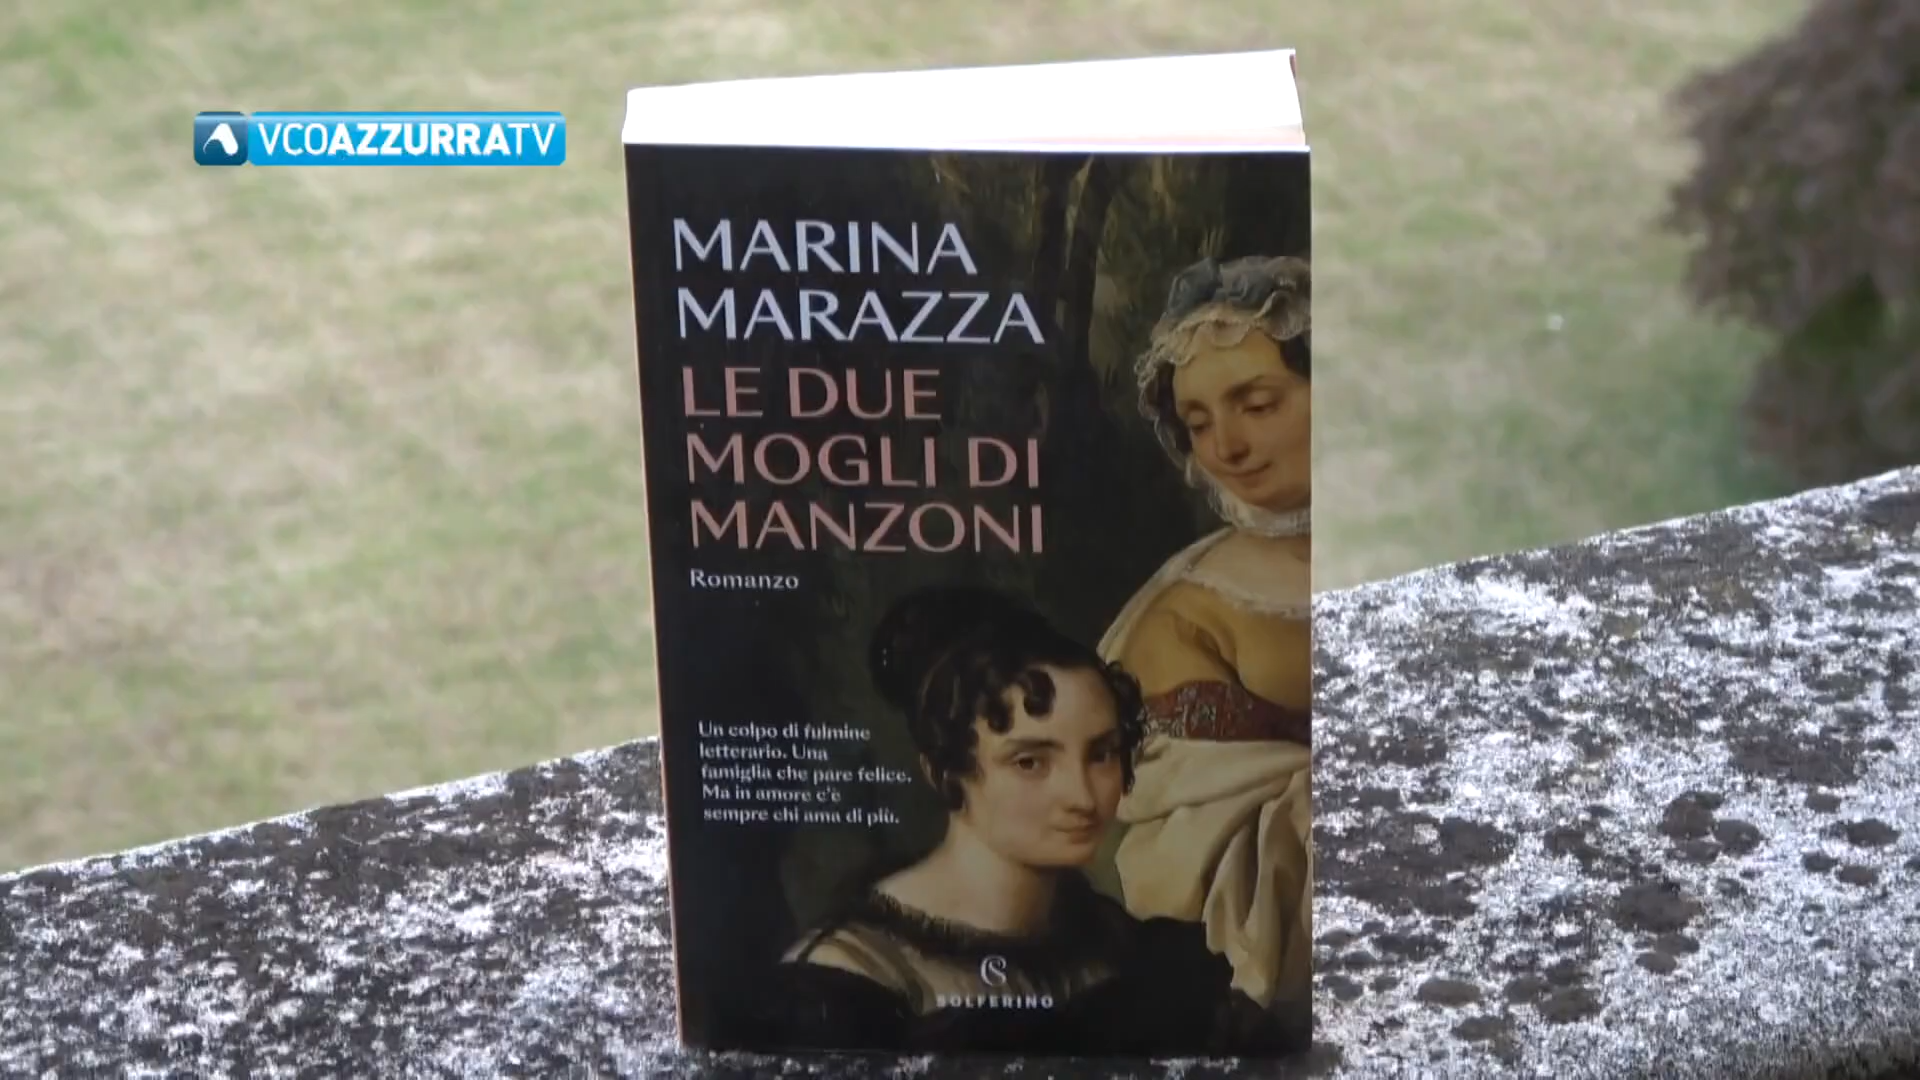 VCOAZZURRATV
MARINA
MARAZZA
LE DUE
MOGLI DI
MANZONI
Romanzo
Un colpo di fulmine
letterario. Una
famiglia che pare felice.
Ma in amore c'è
sempre chi ama di più.
SOLFERINO